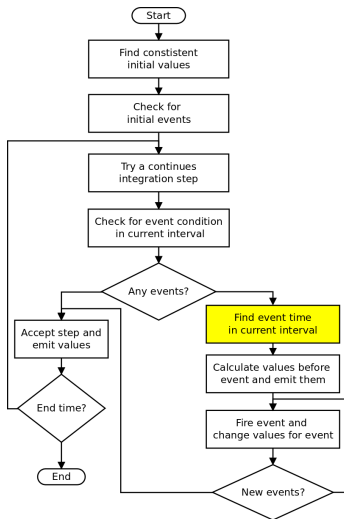 Start
Find constistent
initial values
Check for
initial events
Try a continues
integration step
Check for event condition
in current interval
Any events?
Find event time
in current interval
Accept step and
emit values
Calculate values before
event and emit them
End time?
Fire event and
change values for event
End
New events?